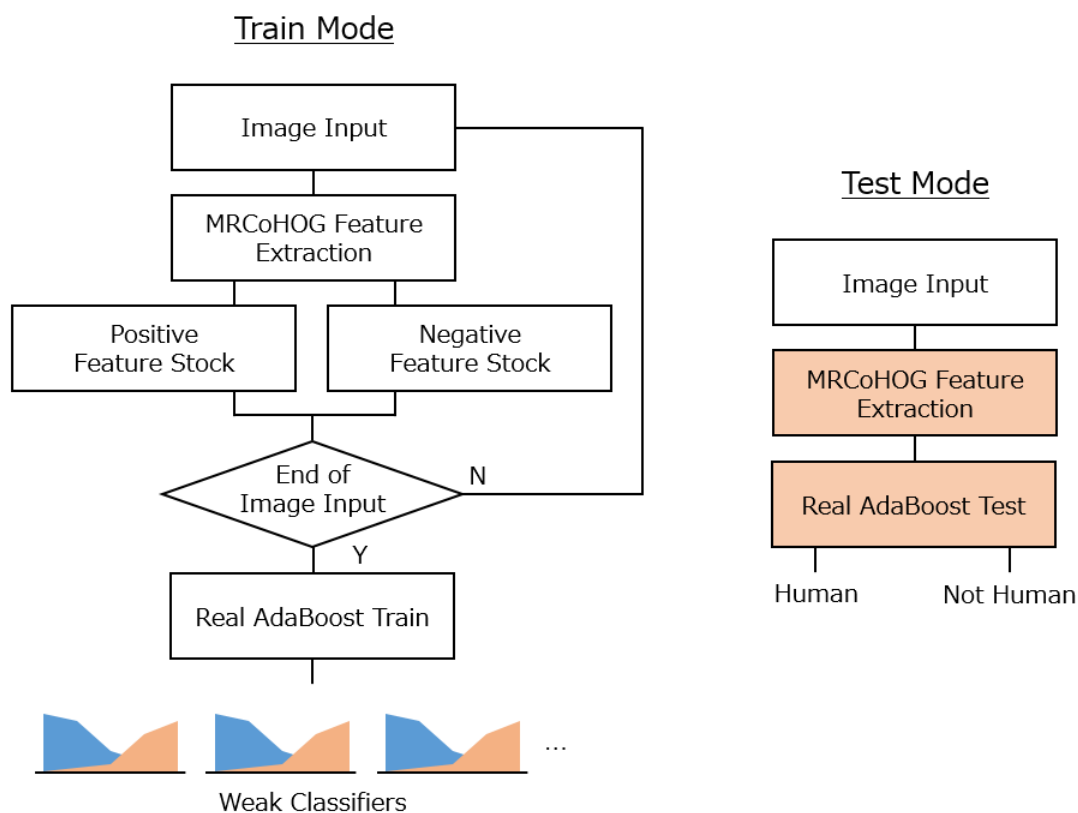 Train Mode
Image Input
MRCoHOG Feature
Extraction
Positive
Feature Stock
Negative
Feature Stock
End of
Image Input
N
Y
Real AdaBoost Train
...
Weak Classifiers
Test Mode
Image Input
MRCoHOG Feature
Extraction
Real AdaBoost Test
Human
Not Human